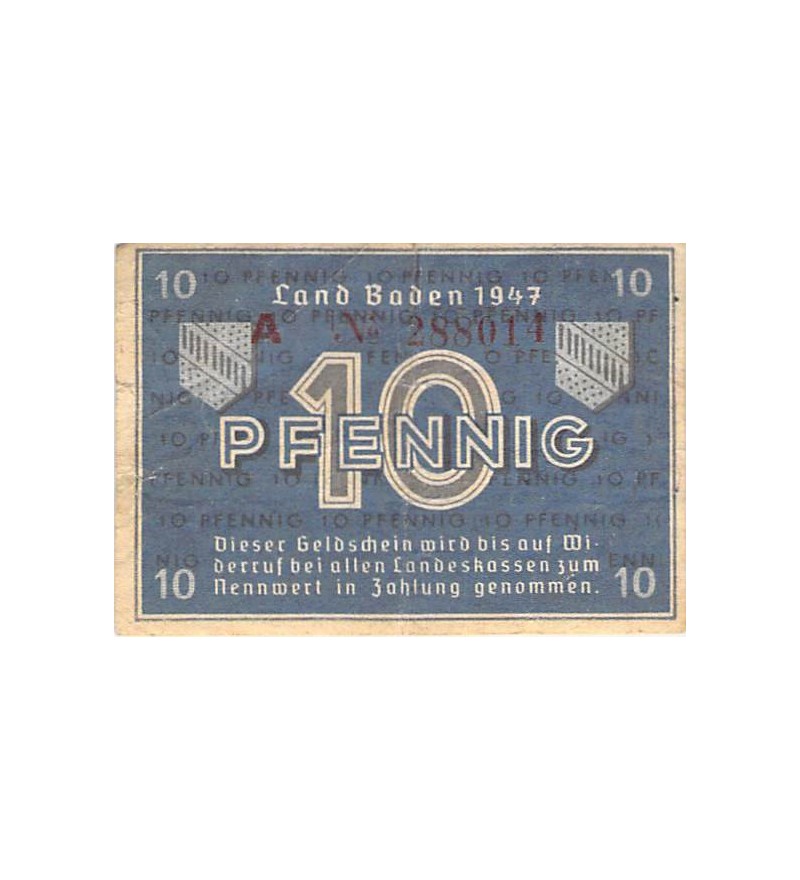 10 10
Land Baden 1947
A № 288014
10
PFENNIG
Dieser Geldschein wird bis auf Wi-
derruf bei allen Landeskassen zum
10 Nennwert in Zahlung genommen. 10